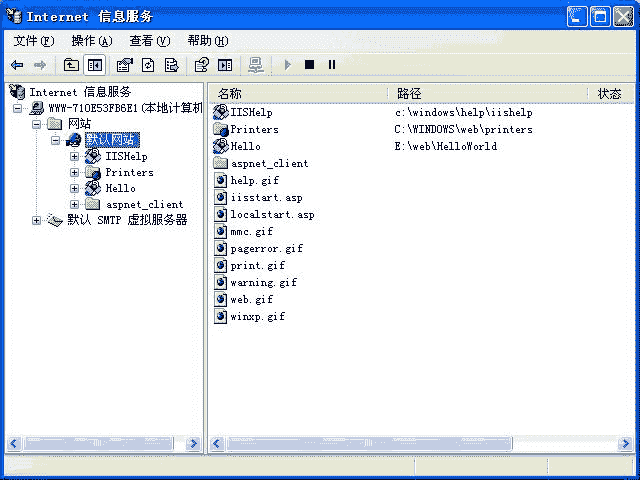 Internet 信息服务
文件(F) 操作(A) 查看(V) 帮助(H)
Internet 信息服务
WWW-710E53FB6E1(本地计算机
网站
默认网站
IISHelp
Printers
Hello
aspnet_client
默认 SMTP 虚拟服务器
名称 路径 状态
IISHelp c:\windows\help\iishelp
Printers C:\WINDOWS\web\printers
Hello E:\web\HelloWorld
aspnet_client
help.gif
iisstart.asp
localstart.asp
mmc.gif
pagerror.gif
print.gif
warning.gif
web.gif
winxp.gif